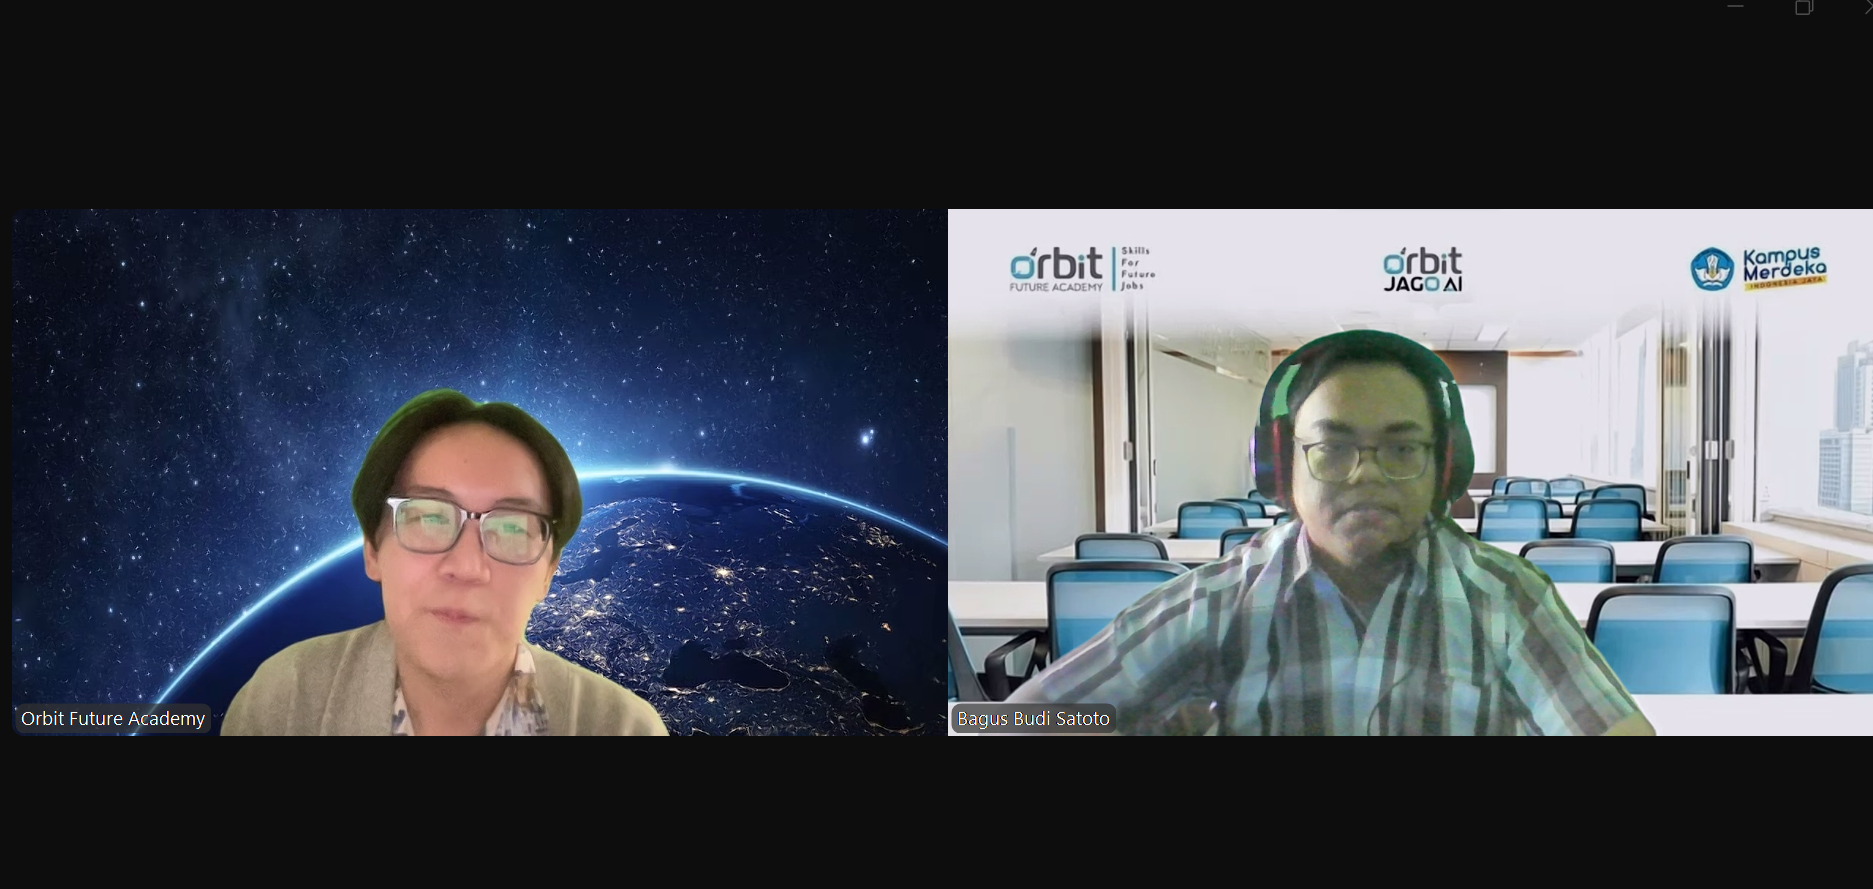 Orbit Future Academy
orbit
FUTURE ACADEMY
Skills
For
Future
Jobs
orbit
JAGO AI
Kampus
Merdeka
INDONESIA JAYA
Bagus Budi Satoto